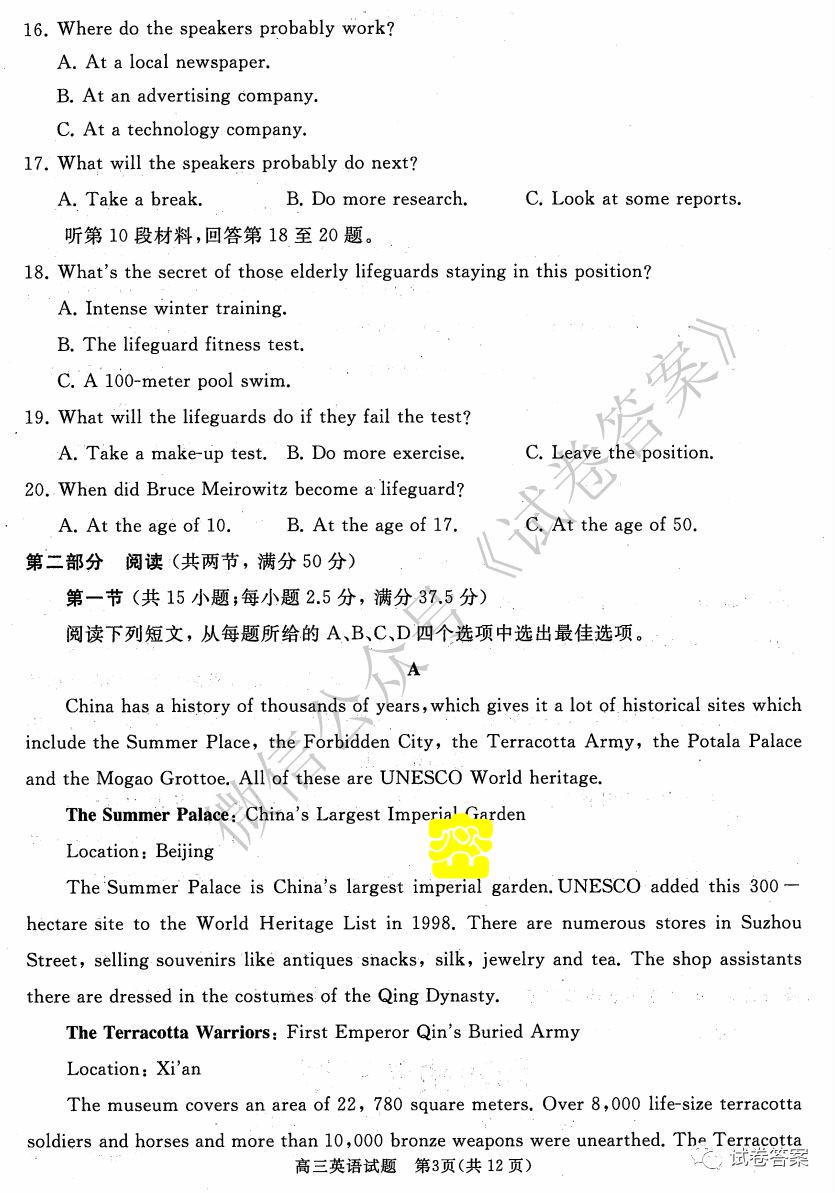 16. Where do the speakers probably work?
A. At a local newspaper.
B. At an advertising company.
C. At a technology company.
17. What will the speakers probably do next?
A. Take a break. B. Do more research. C. Look at some reports.
听第 10 段材料,回答第 18 至 20 题。
18. What's the secret of those elderly lifeguards staying in this position?
A. Intense winter training.
B. The lifeguard fitness test.
C. A 100-meter pool swim.
19. What will the lifeguards do if they fail the test?
A. Take a make-up test. B. Do more exercise. C. Leave the position.
20. When did Bruce Meirowitz become a lifeguard?
A. At the age of 10. B. At the age of 17. C. At the age of 50.
第二部分 阅读(共两节,满分 50 分)
第一节(共 15 小题;每小题 2.5 分,满分 37.5 分)
阅读下列短文,从每题所给的 A、B、C、D 四个选项中选出最佳选项。
A
China has a history of thousands of years, which gives it a lot of historical sites which
include the Summer Place, the Forbidden City, the Terracotta Army, the Potala Palace
and the Mogao Grottoe. All of these are UNESCO World heritage.
The Summer Palace: China's Largest Imperial Garden
Location: Beijing
The Summer Palace is China's largest imperial garden. UNESCO added this 300-
hectare site to the World Heritage List in 1998. There are numerous stores in Suzhou
Street, selling souvenirs like antiques snacks, silk, jewelry and tea. The shop assistants
there are dressed in the costumes of the Qing Dynasty.
The Terracotta Warriors: First Emperor Qin's Buried Army
Location: Xi'an
The museum covers an area of 22, 780 square meters. Over 8,000 life-size terracotta
soldiers and horses and more than 10,000 bronze weapons were unearthed. The Terracotta
高三英语试题 第3页(共 12 页)
微信公众号《试卷答案》
试卷答案